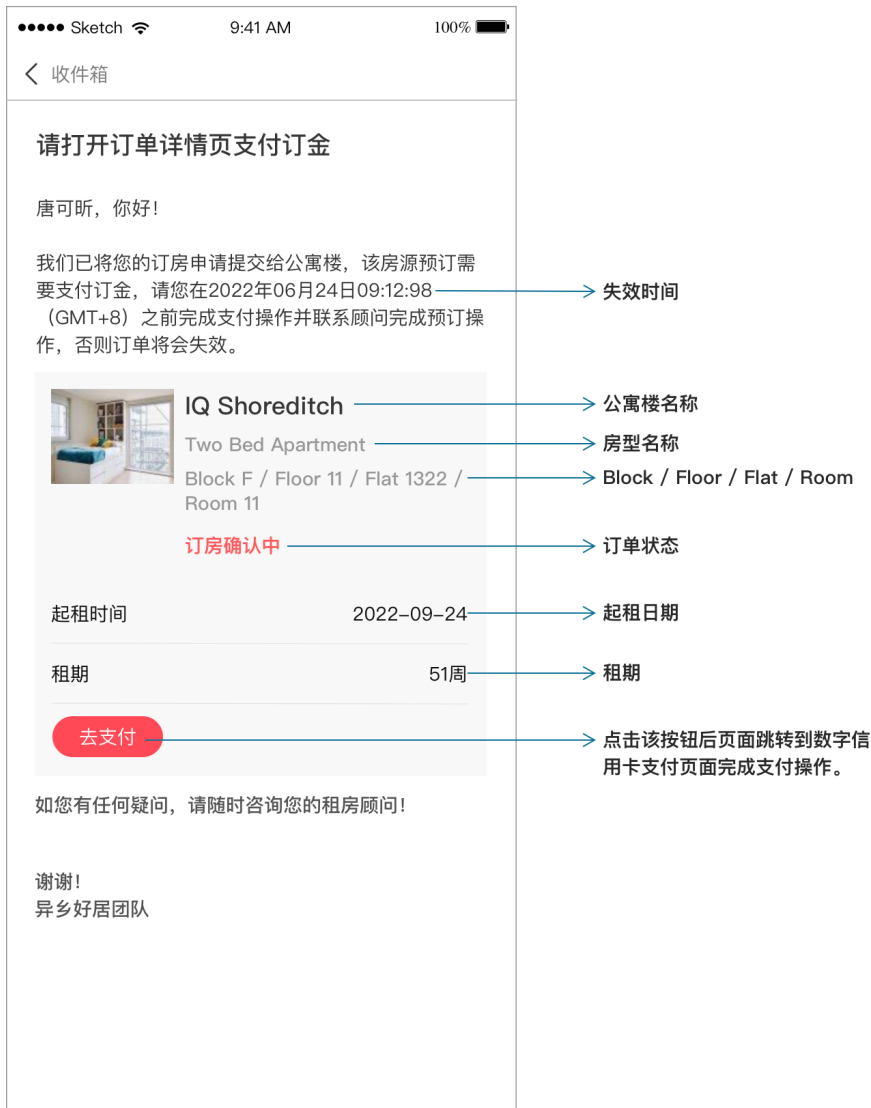 Sketch 9:41 AM 100%
收件箱
请打开订单详情页支付订金
唐可昕，你好！
我们已将您的订房申请提交给公寓楼，该房源预订需
要支付订金，请您在2022年06月24日09:12:98
（GMT+8）之前完成支付操作并联系顾问完成预订操
作，否则订单将会失效。
失效时间
IQ Shoreditch
公寓楼名称
Two Bed Apartment
房型名称
Block F / Floor 11 / Flat 1322 /
Room 11
Block / Floor / Flat / Room
订房确认中
订单状态
起租时间 2022-09-24
起租日期
租期 51周
租期
去支付
点击该按钮后页面跳转到数字信
用卡支付页面完成支付操作。
如您有任何疑问，请随时咨询您的租房顾问！
谢谢！
异乡好居团队